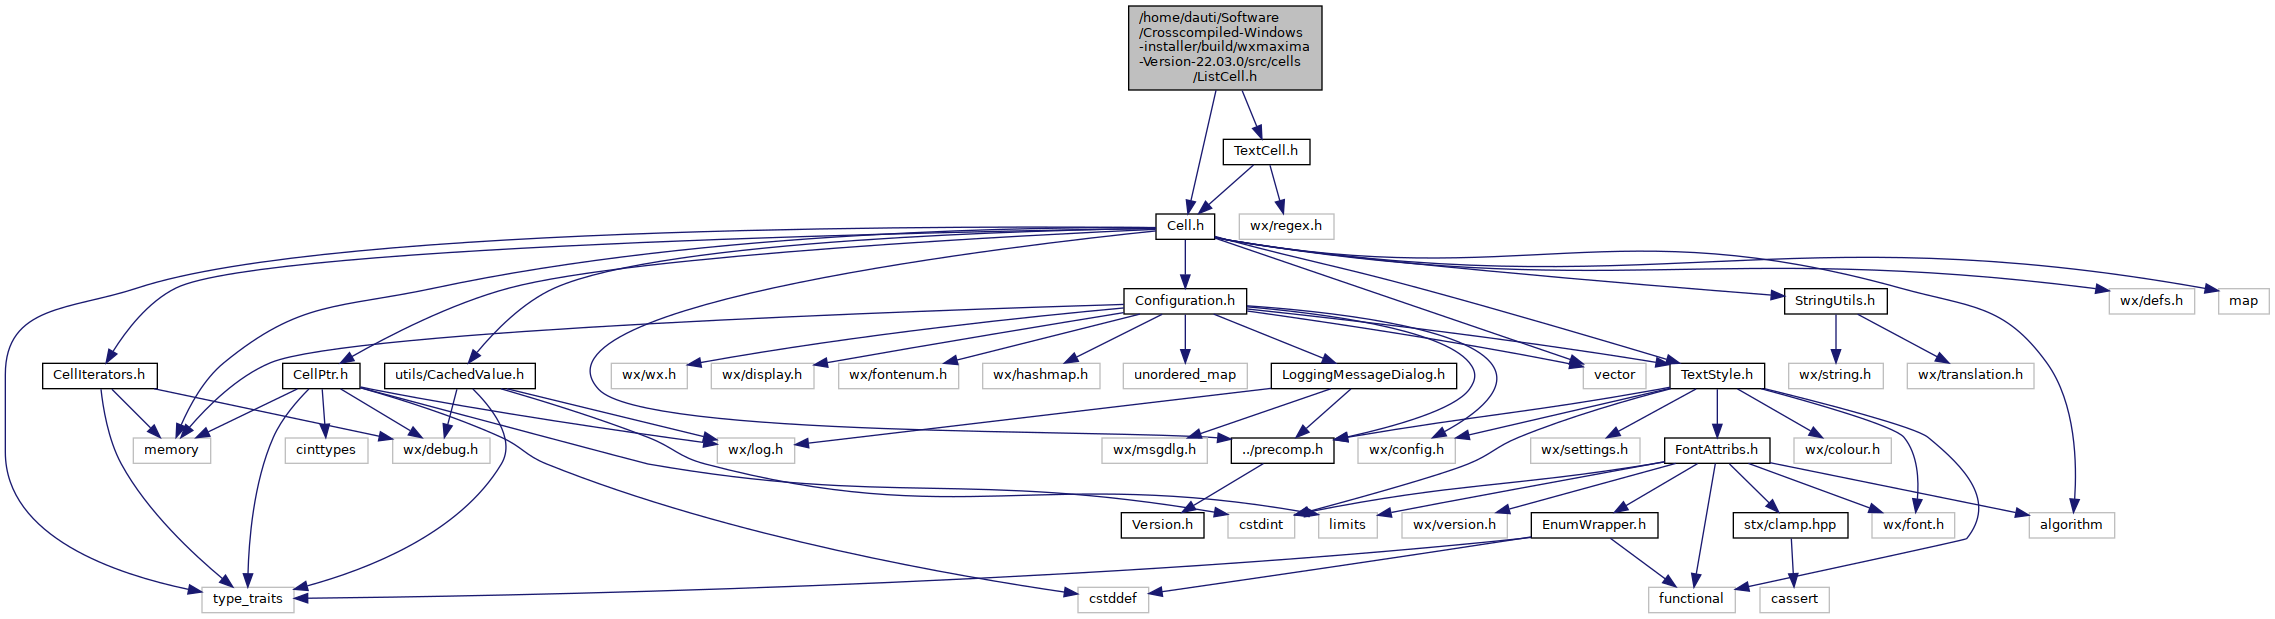 /home/dauti/Software
/Crosscompiled-Windows
-installer/build/wxmaxima
-Version-22.03.0/src/cells
/ListCell.h
TextCell.h
Cell.h
wx/regex.h
Configuration.h
StringUtils.h
wx/defs.h
map
CellIterators.h
CellPtr.h
utils/CachedValue.h
wx/wx.h
wx/display.h
wx/fontenum.h
wx/hashmap.h
unordered_map
LoggingMessageDialog.h
vector
TextStyle.h
wx/string.h
wx/translation.h
memory
cinttypes
wx/debug.h
wx/log.h
wx/msgdlg.h
../precomp.h
wx/config.h
wx/settings.h
FontAttribs.h
wx/colour.h
Version.h
cstdint
limits
wx/version.h
EnumWrapper.h
stx/clamp.hpp
wx/font.h
algorithm
type_traits
cstddef
functional
cassert